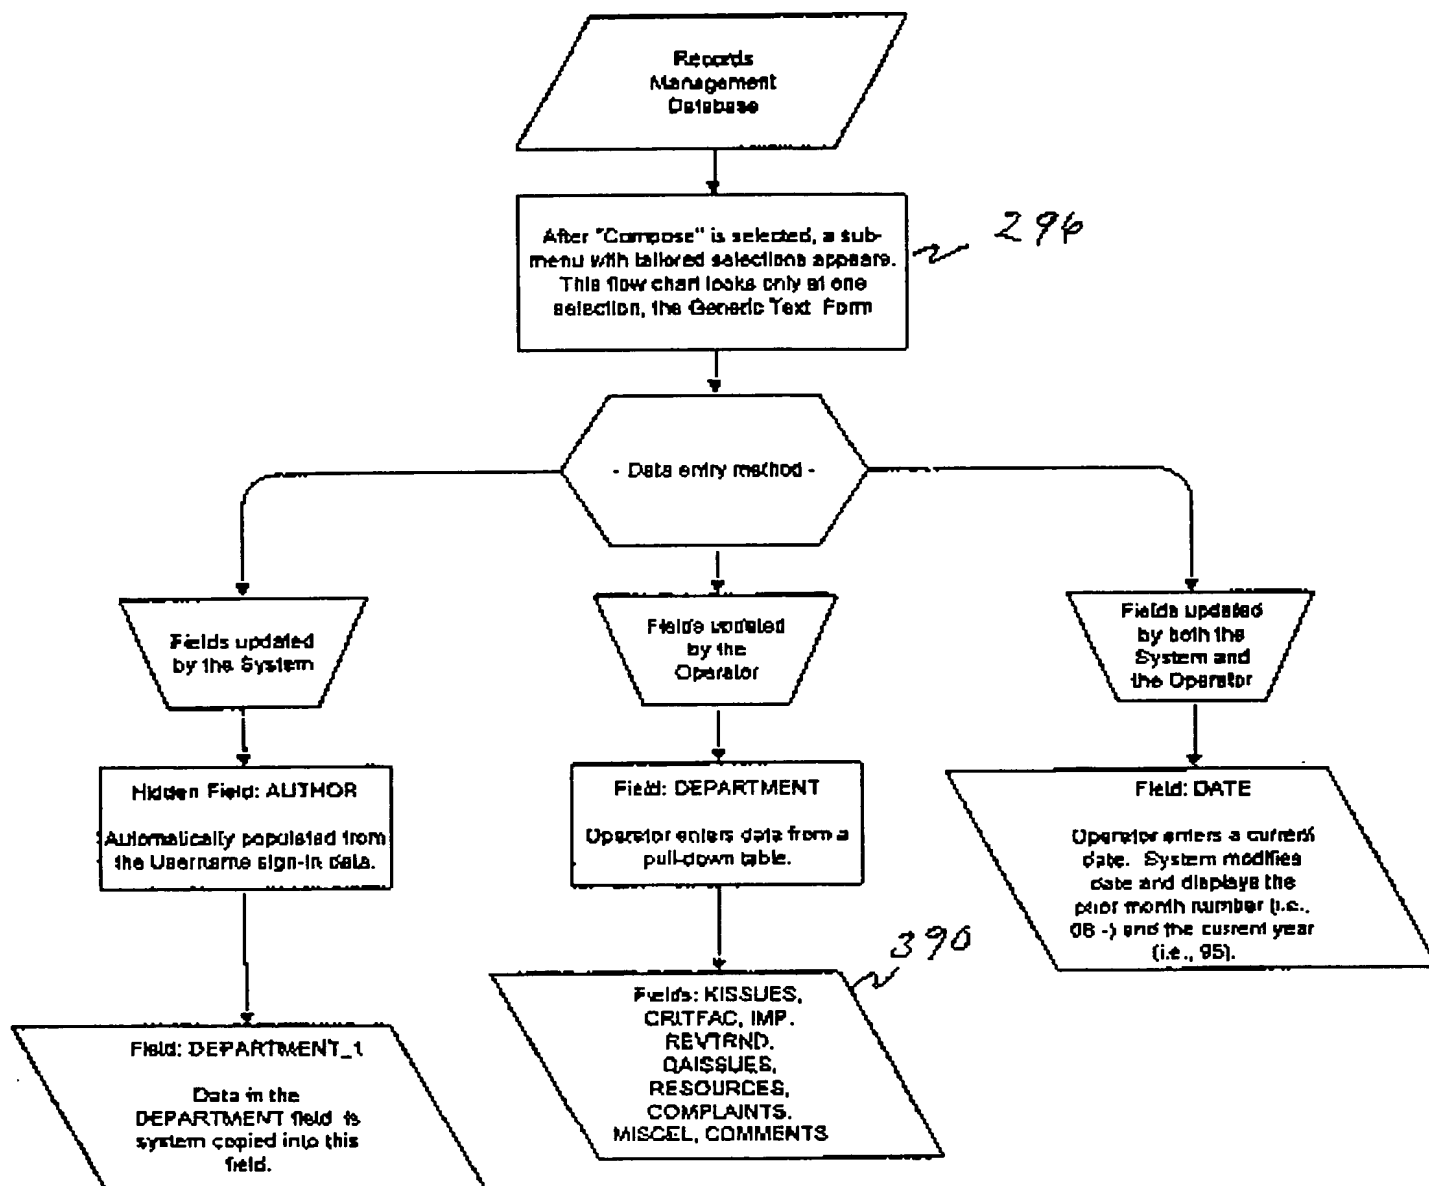 Records
Management
Database
After "Compose" is selected, a sub-
menu with tailored selections appears.
This flow chart looks only at one
selection, the Generic Text Form
296
- Data entry method -
Fields updated
by the System
Fields updated
by the
Operator
Fields updated
by both the
System and
the Operator
Hidden Field: AUTHOR
Automatically populated from
the Username sign-in data.
Field: DEPARTMENT
Operator enters data from a
pull-down table.
Field: DATE
Operator enters a current
date. System modifies
date and displays the
prior month number (i.e.,
08 -) and the current year
(i.e., 95).
390
Field: DEPARTMENT_1
Data in the
DEPARTMENT field is
system copied into this
field.
Fields: KISSUES,
CRITFAC, IMP.
REVTRND.
QAISSUES,
RESOURCES,
COMPLAINTS.
MISCEL, COMMENTS